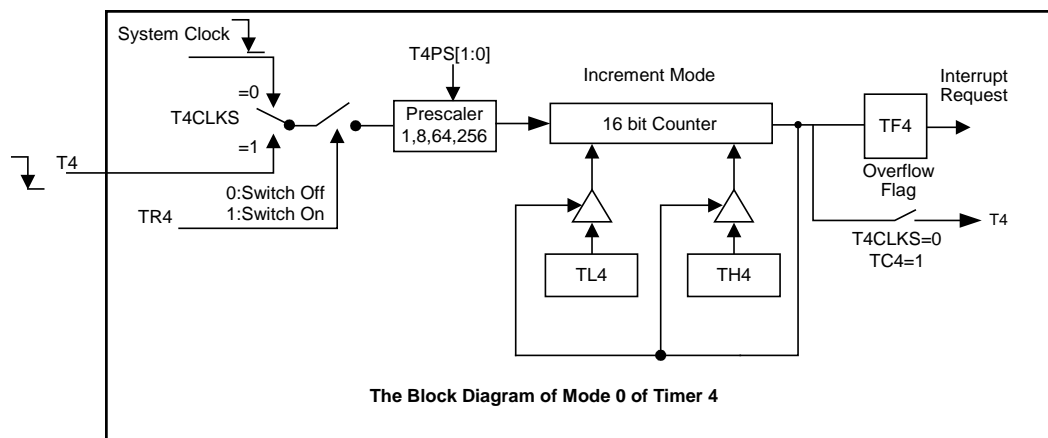 System Clock
T4PS[1:0]
Increment Mode
Interrupt
Request
=0
T4CLKS
Prescaler
1,8,64,256
16 bit Counter
TF4
=1
T4
0:Switch Off
1:Switch On
TR4
Overflow
Flag
T4
T4CLKS=0
TC4=1
TL4
TH4
The Block Diagram of Mode 0 of Timer 4